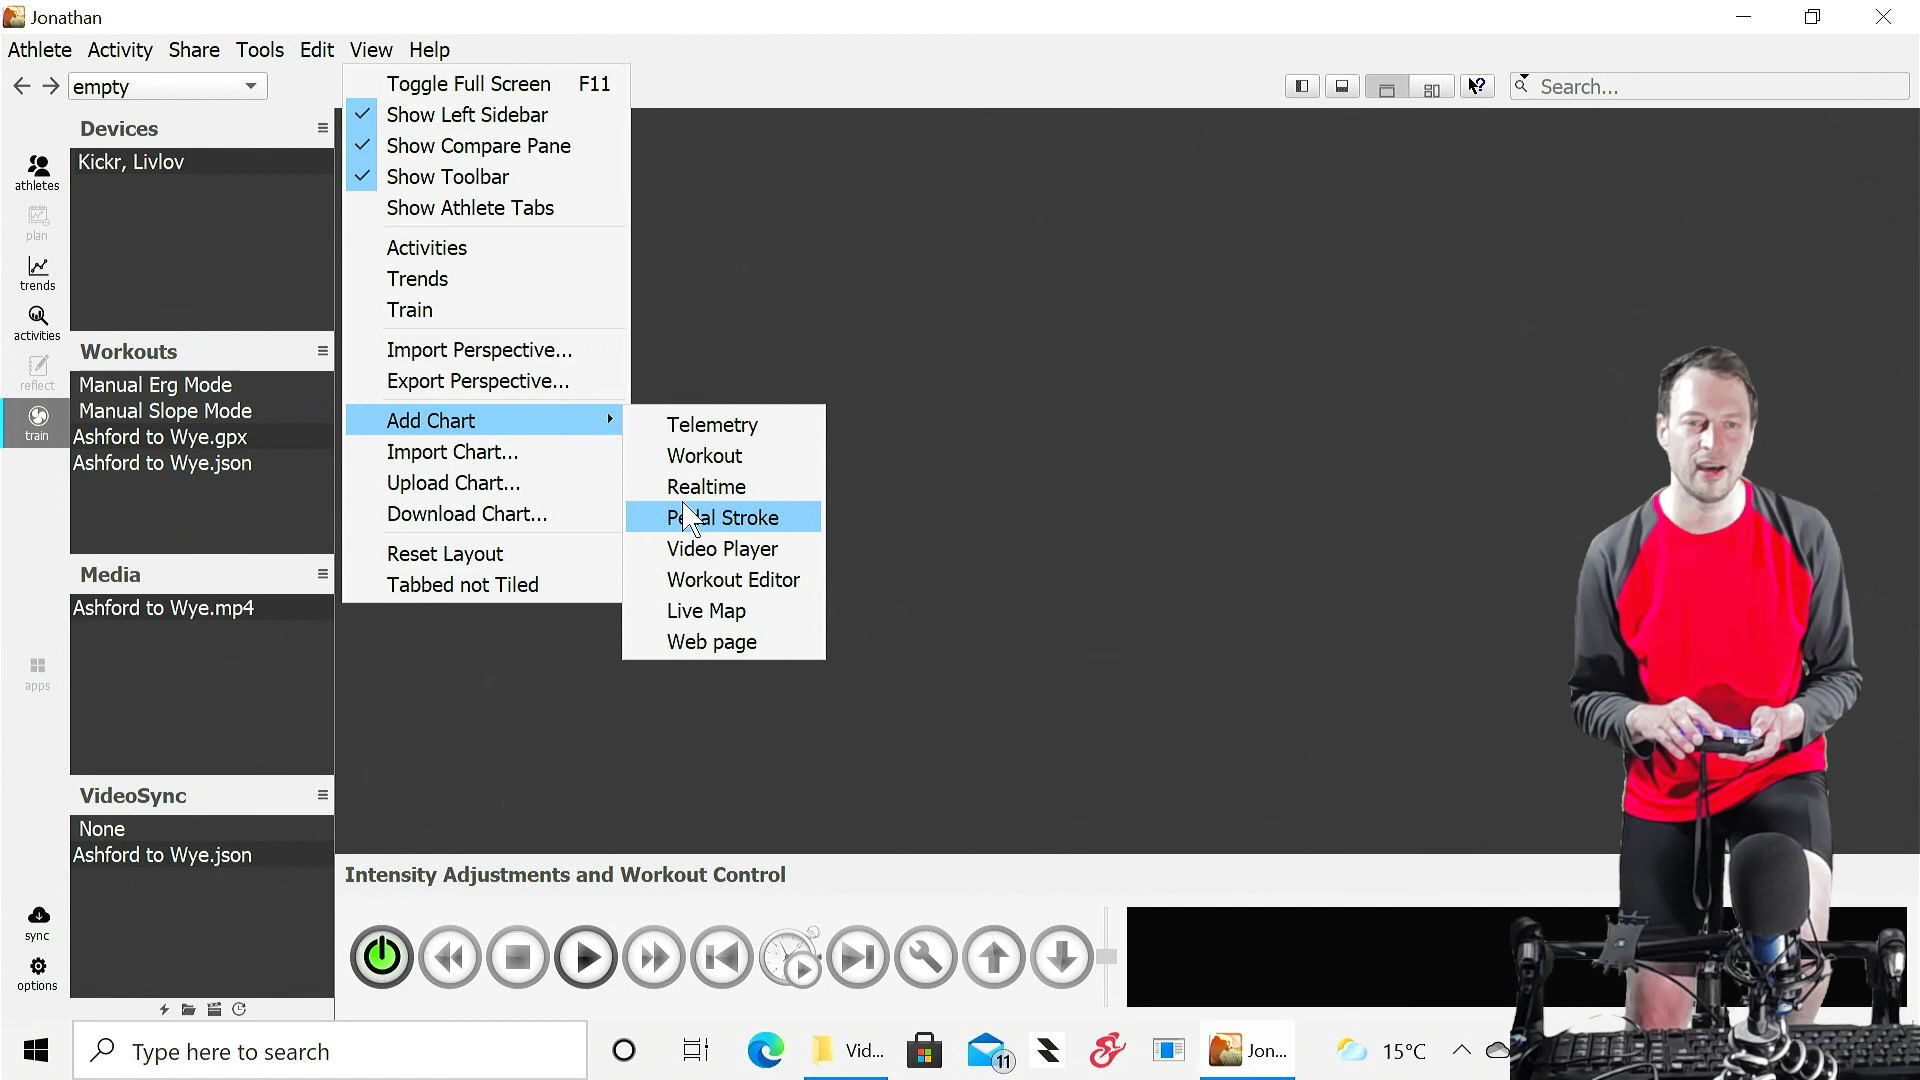 Jonathan
Athlete Activity Share Tools Edit View Help
empty
Search...
Toggle Full Screen F11
Show Left Sidebar
Show Compare Pane
Show Toolbar
Show Athlete Tabs
Activities
Trends
Train
Import Perspective...
Export Perspective...
Add Chart
Import Chart...
Upload Chart...
Download Chart...
Reset Layout
Tabbed not Tiled
Telemetry
Workout
Realtime
Pedal Stroke
Video Player
Workout Editor
Live Map
Web page
athletes
plan
trends
activities
reflect
train
apps
sync
options
Devices
Kickr, Livlov
Workouts
Manual Erg Mode
Manual Slope Mode
Ashford to Wye.gpx
Ashford to Wye.json
Media
Ashford to Wye.mp4
VideoSync
None
Ashford to Wye.json
Intensity Adjustments and Workout Control
Type here to search
Vid...
11
Jon...
15°C